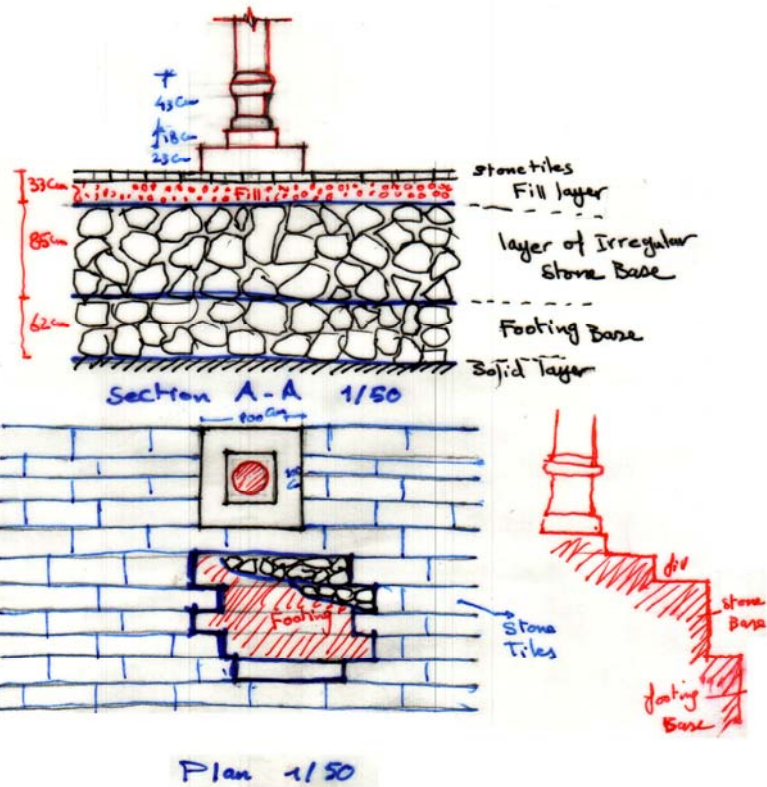 43cm
18cm
23cm
33cm
Fill
stone tiles
Fill layer
85cm
layer of Irregular
Stone Base
62cm
Footing Base
Solid layer
Section A-A 1/50
100cm
Footing
Stone
Tiles
fill
stone
Base
footing
Base
Plan 1/50